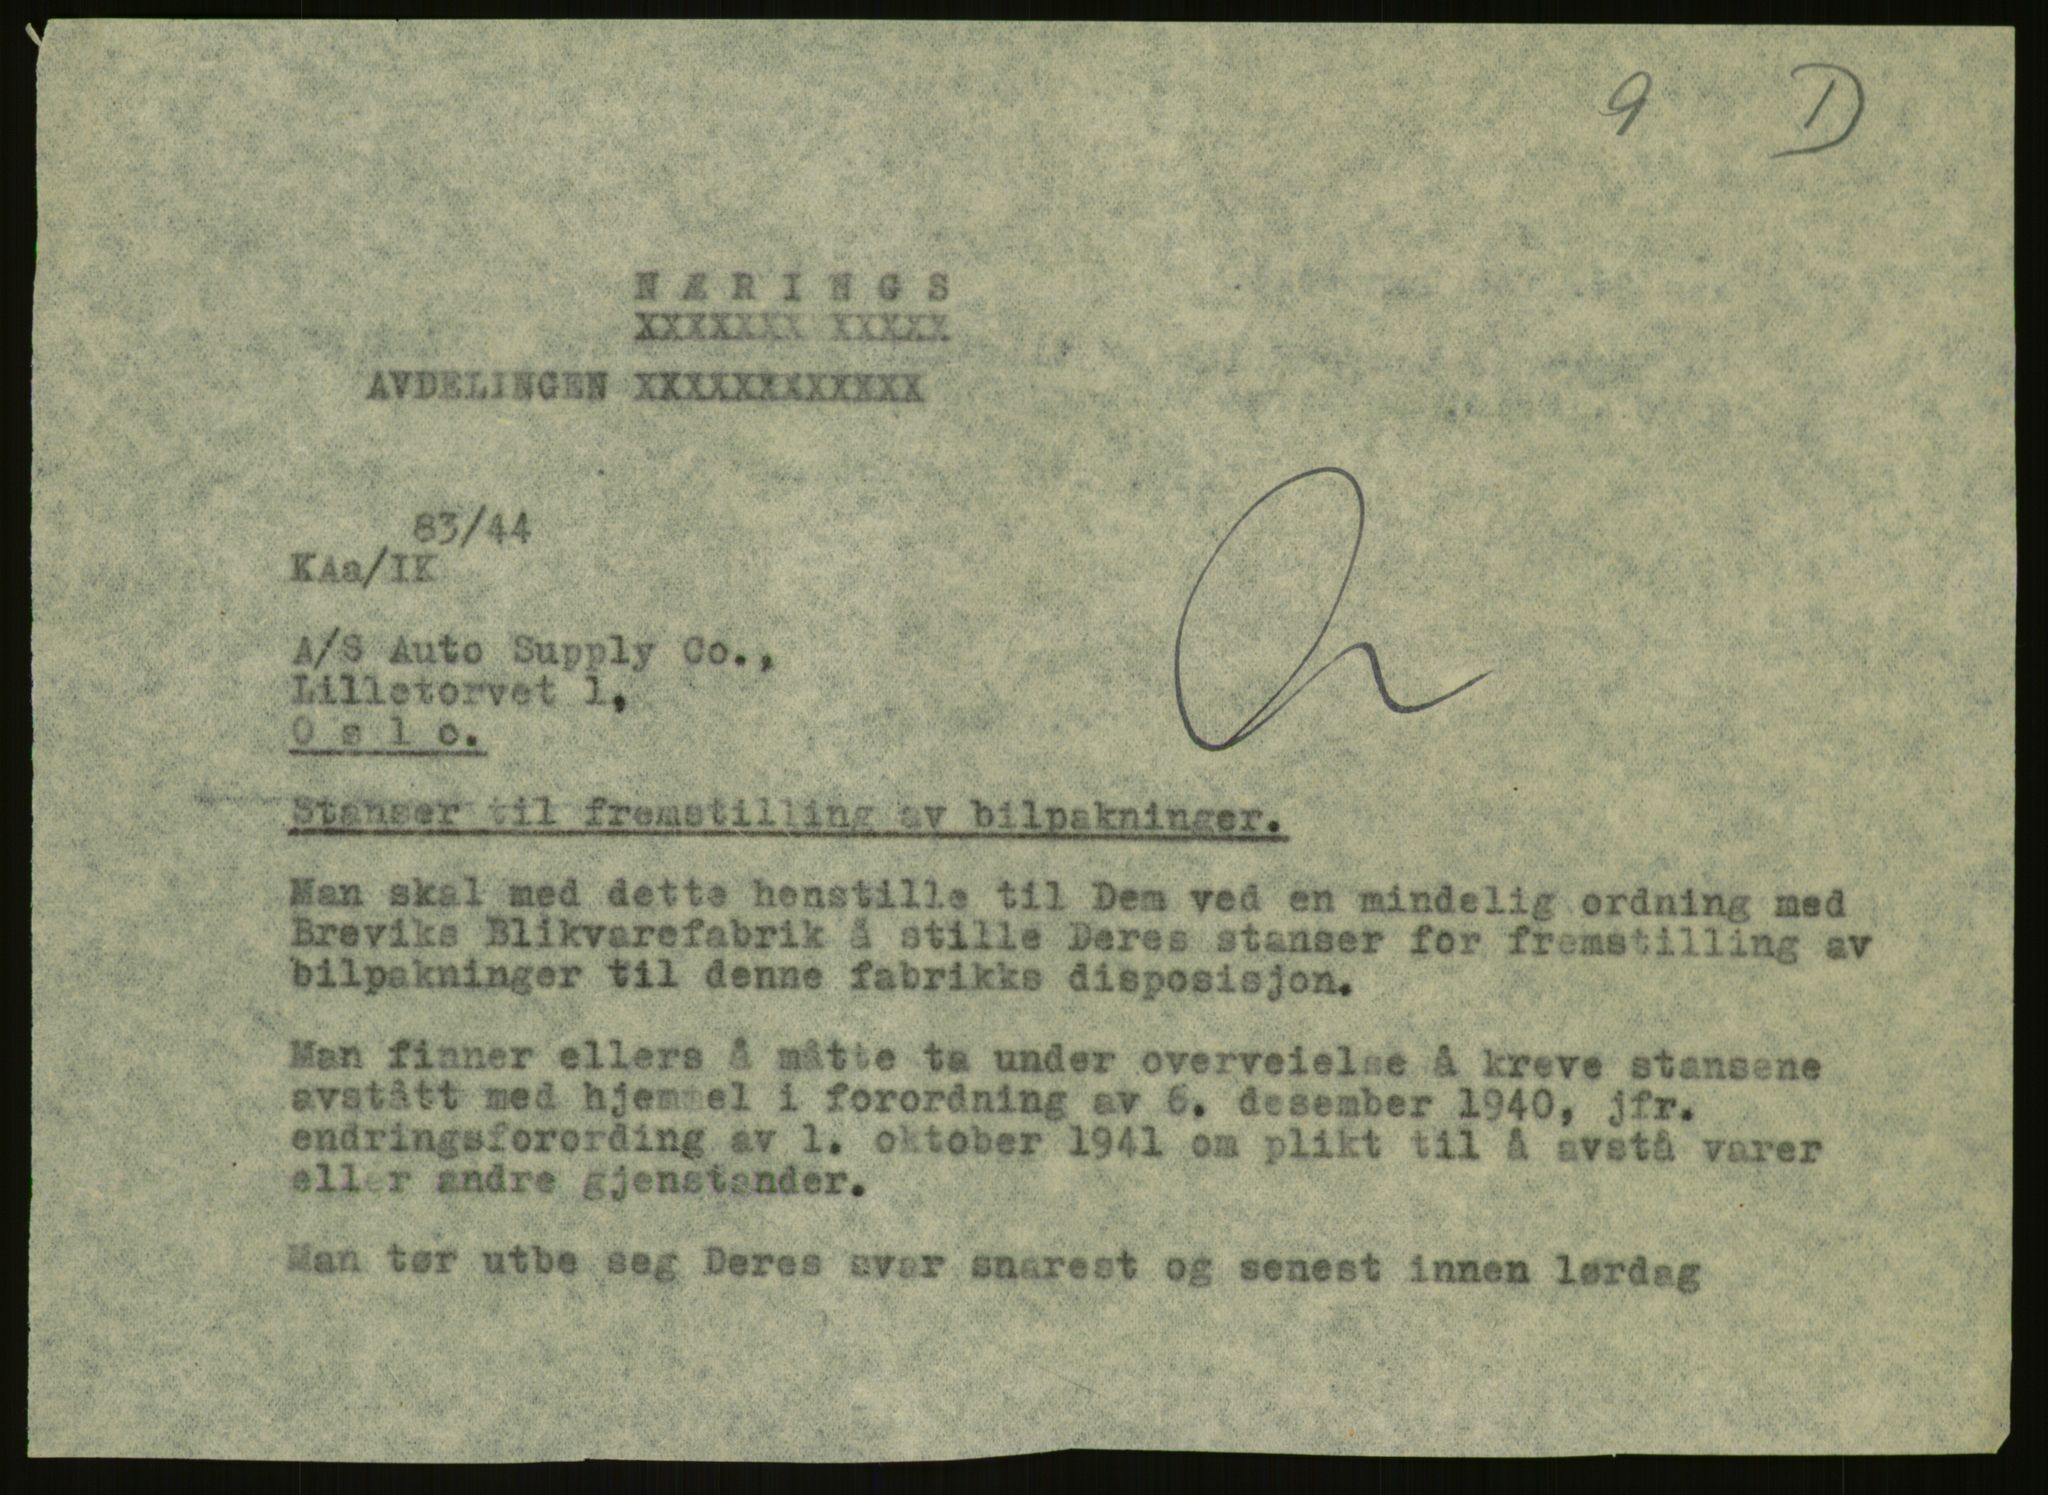 9 D
N Æ R I N G S
XXXXXXX XXXXX
AVDELINGEN XXXXXXXXXXXX
83/44
KAa/IK
A/S Auto Supply Co.,
Lilletorvet 1,
O s l o.
Stanser til fremstilling av bilpakninger.
Man skal med dette henstille til Dem ved en mindelig ordning med
Breviks Blikvarefabrik å stille Deres stanser for fremstilling av
bilpakninger til denne fabrikks disposisjon.
Man finner ellers å måtte ta under overveielse å kreve stansene
avstått med hjemmel i forordning av 6. desember 1940, jfr.
endringsforording av 1. oktober 1941 om plikt til å avstå varer
eller andre gjenstander.
Man tør utbe seg Deres svar snarest og senest innen lørdag